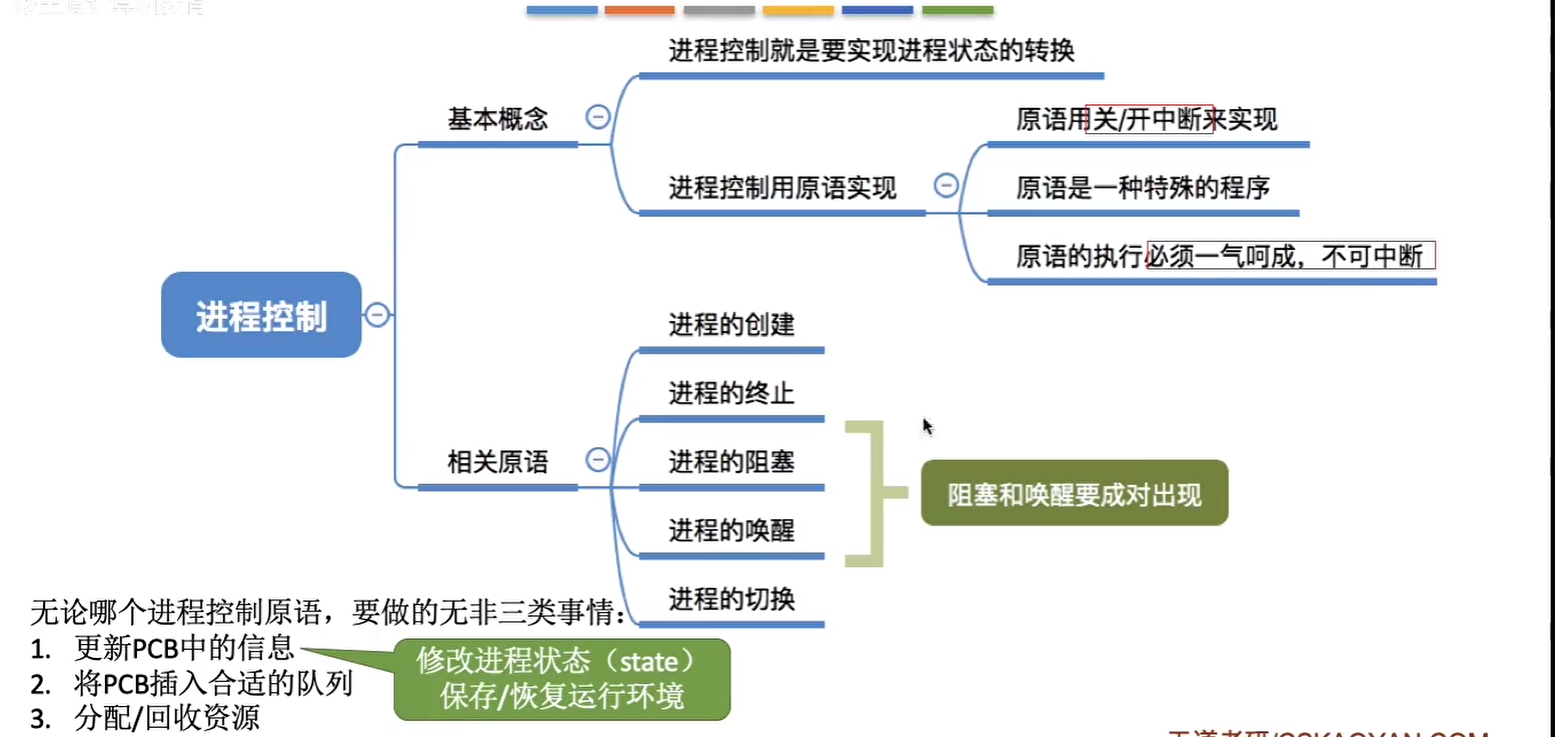 进程控制就是要实现进程状态的转换
基本概念
原语用关/开中断来实现
进程控制用原语实现
原语是一种特殊的程序
原语的执行必须一气呵成，不可中断
进程控制
进程的创建
进程的终止
相关原语
进程的阻塞
阻塞和唤醒要成对出现
进程的唤醒
进程的切换
无论哪个进程控制原语，要做的无非三类事情：
1. 更新PCB中的信息
修改进程状态（state）
保存/恢复运行环境
2. 将PCB插入合适的队列
3. 分配/回收资源
王道考研/CSKAOYAN.COM